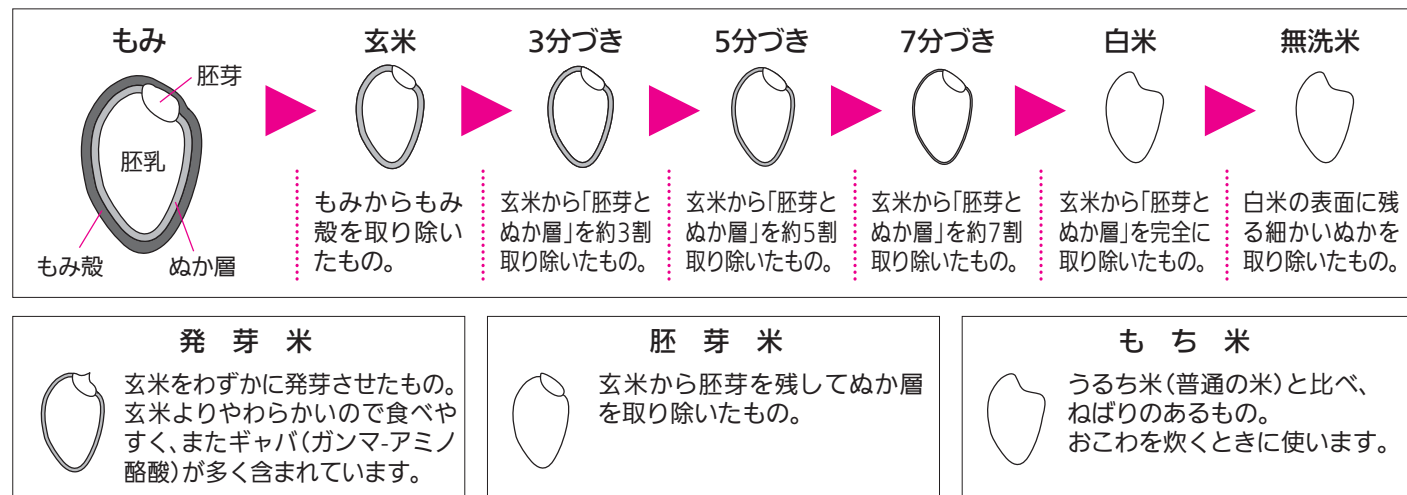 もみ
胚芽
胚乳
もみ殻
ぬか層
玄米
もみからもみ
殻を取り除い
たもの。
3分づき
玄米から「胚芽と
ぬか層」を約3割
取り除いたもの。
5分づき
玄米から「胚芽と
ぬか層」を約5割
取り除いたもの。
7分づき
玄米から「胚芽と
ぬか層」を約7割
取り除いたもの。
白米
玄米から「胚芽と
ぬか層」を完全に
取り除いたもの。
無洗米
白米の表面に残
る細かいぬかを
取り除いたもの。
発芽米
玄米をわずかに発芽させたもの。
玄米よりやわらかいので食べや
すく、またギャバ(ガンマ-アミノ
酪酸)が多く含まれています。
胚芽米
玄米から胚芽を残してぬか層
を取り除いたもの。
もち米
うるち米(普通の米)と比べ、
ねばりのあるもの。
おこわを炊くときに使います。